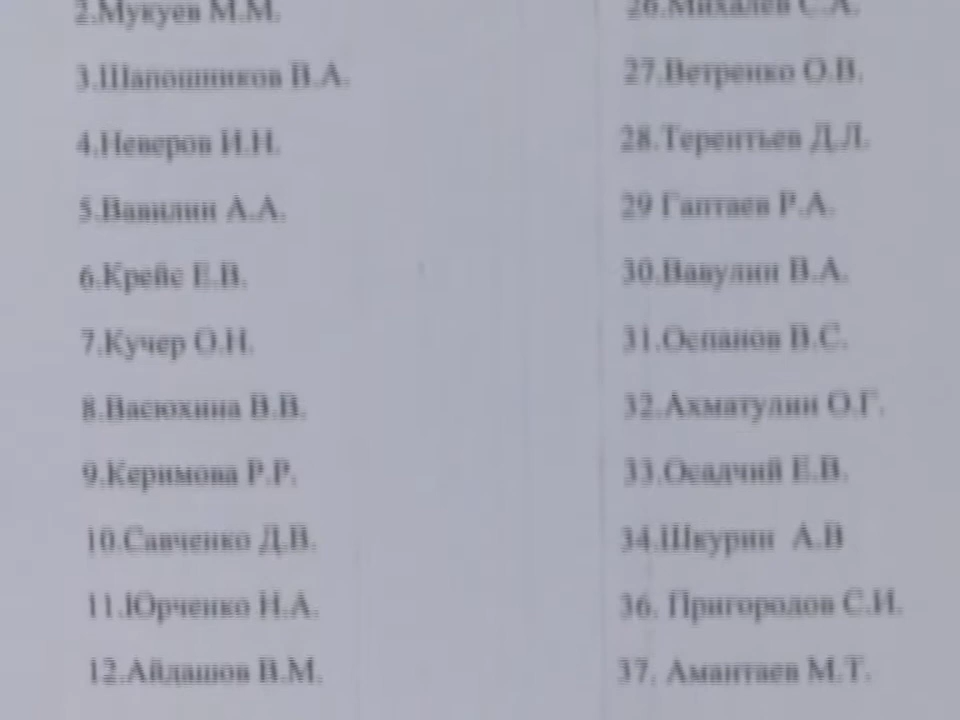 2.Мукуев М.М.
3.Шапошников В.А.
4.Неверов И.Н.
5.Вавилин А.А.
6.Крейс Е.В.
7.Кучер О.Н.
8.Васюхина В.В.
9.Керимова Р.Р.
10.Савченко Д.В.
11.Юрченко Н.А.
12.Айдашов В.М.
26.Михалев С.А.
27.Ветренко О.В.
28.Терентьев Д.Л.
29 Гаптаев Р.А.
30.Вавулин В.А.
31.Оспанов В.С.
32.Ахматулин О.Г.
33.Осадчий Е.В.
34.Шкурин А.В
36. Пригородов С.И.
37. Амантаев М.Т.